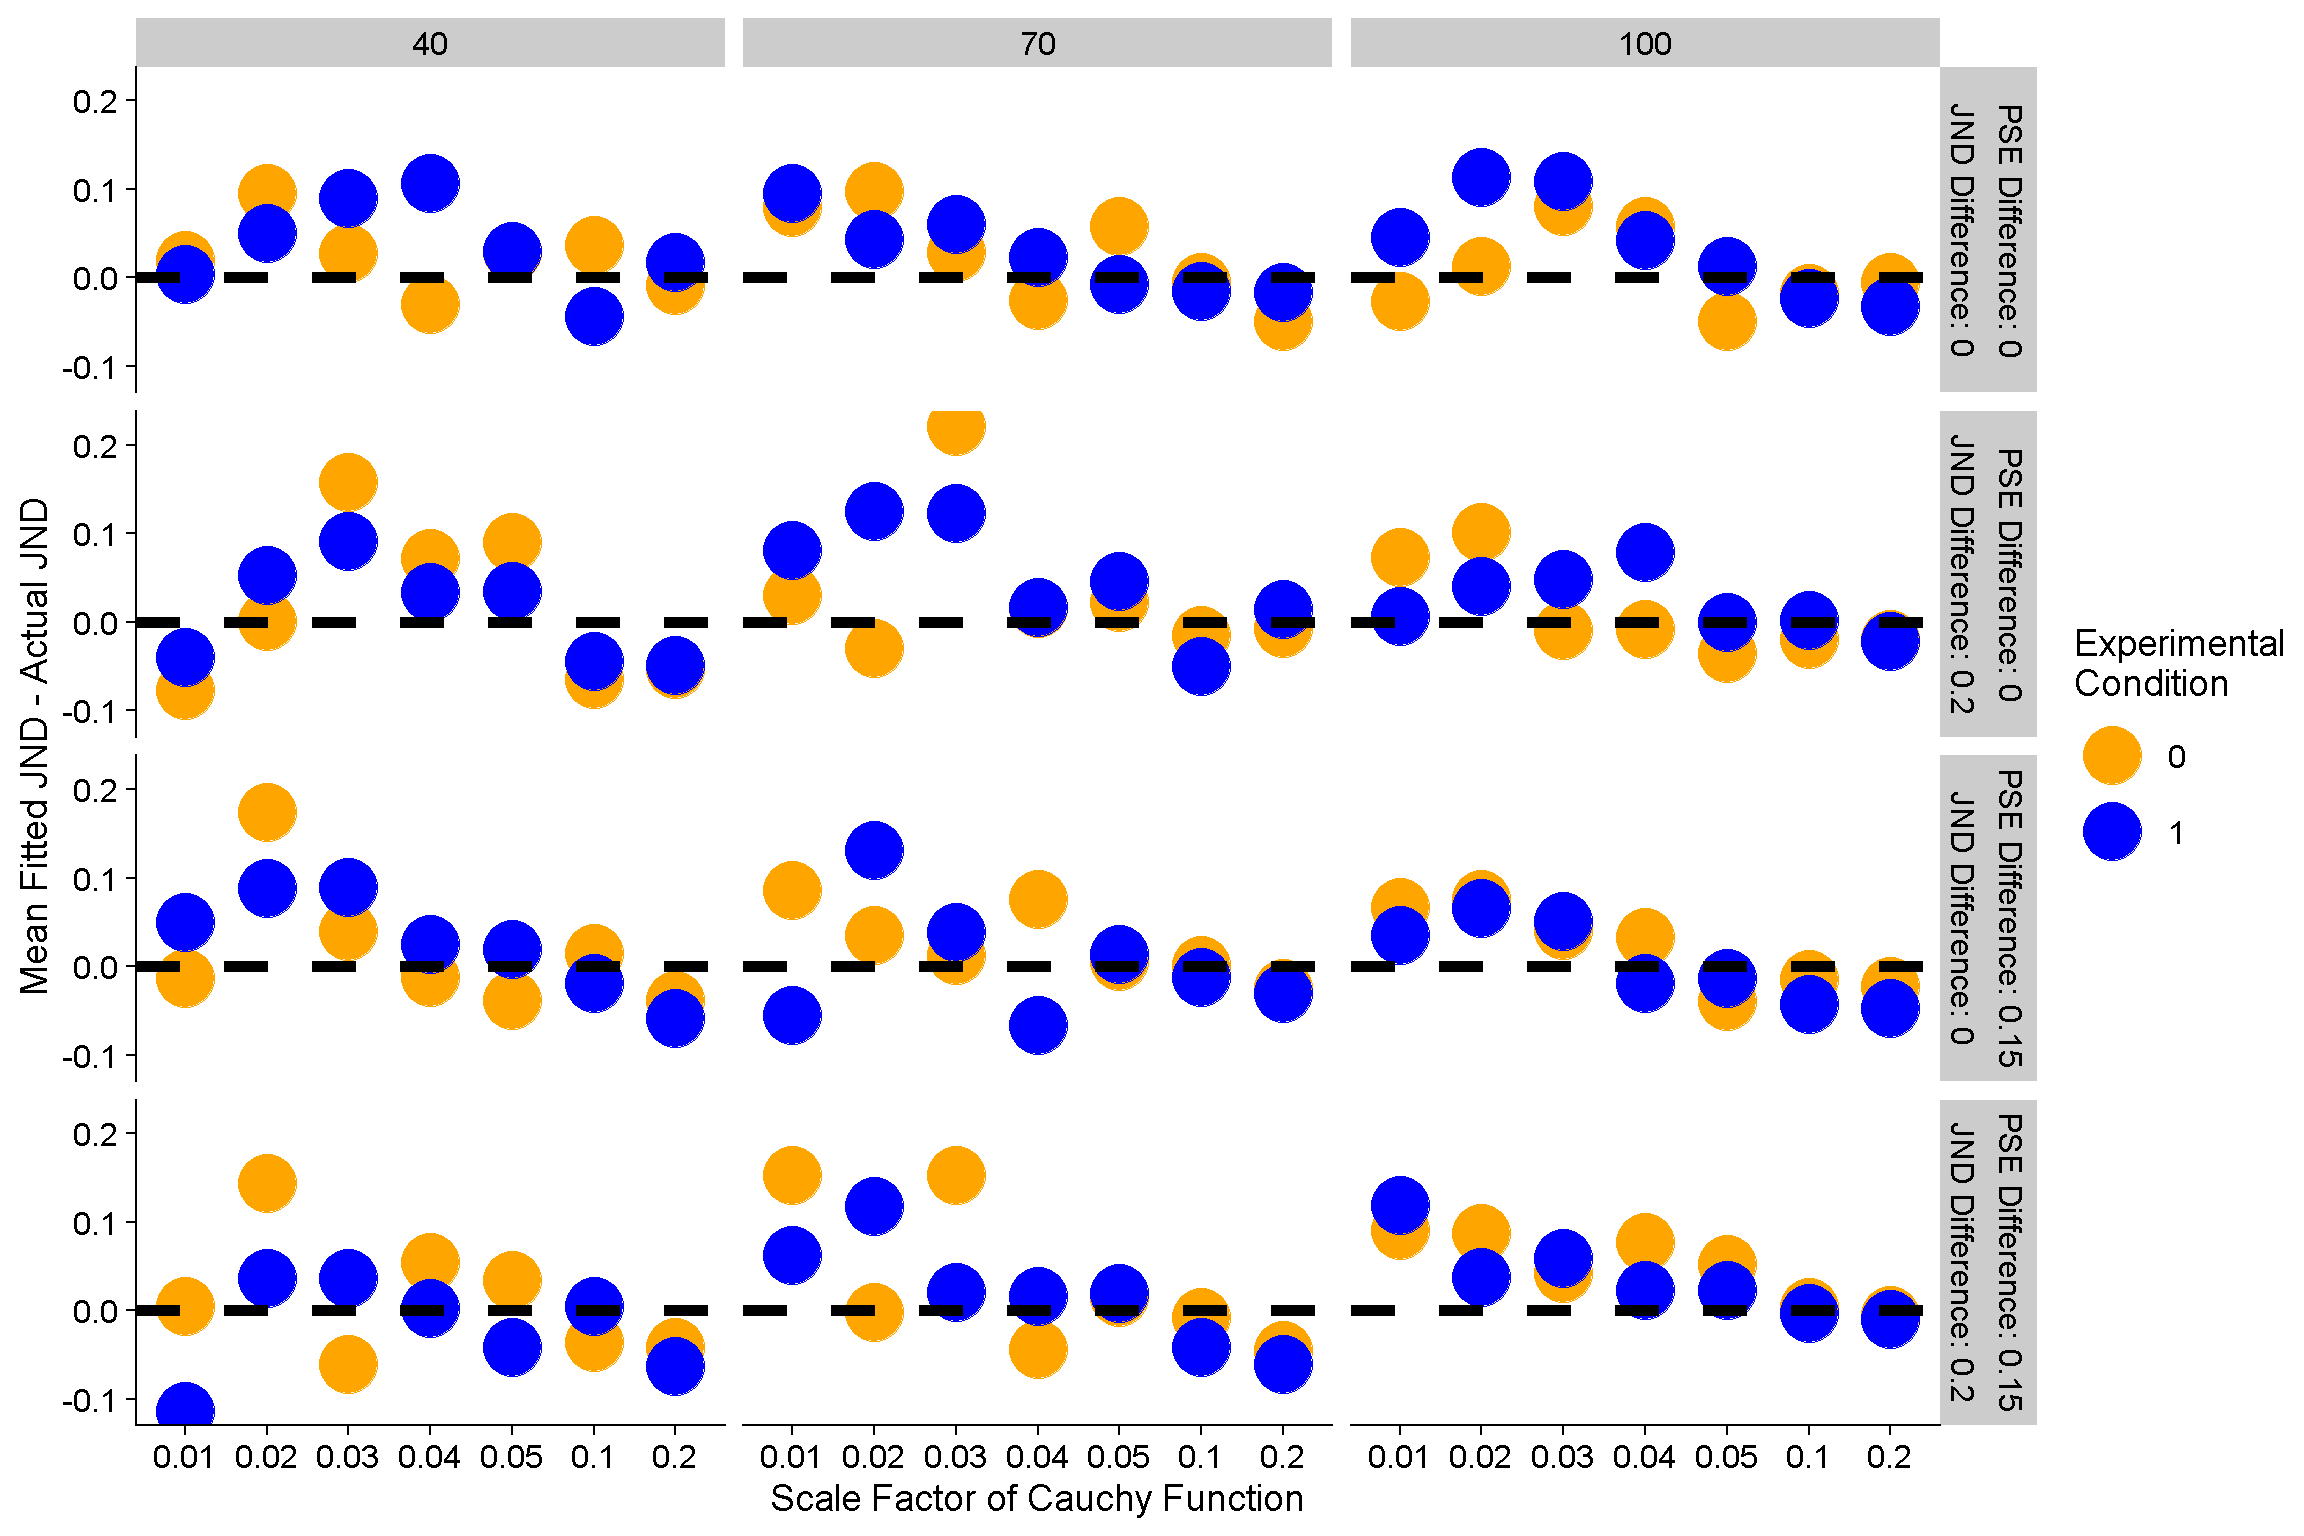 40 70 100
0.2
0.1
0.0
-0.1
PSE Difference: 0
JND Difference: 0
0.2
0.1
0.0
-0.1
PSE Difference: 0
JND Difference: 0.2
0.2
0.1
0.0
-0.1
PSE Difference: 0.15
JND Difference: 0
0.2
0.1
0.0
-0.1
PSE Difference: 0.15
JND Difference: 0.2
0.01 0.02 0.03 0.04 0.05 0.1 0.2 0.01 0.02 0.03 0.04 0.05 0.1 0.2 0.01 0.02 0.03 0.04 0.05 0.1 0.2
Scale Factor of Cauchy Function
Mean Fitted JND - Actual JND
Experimental
Condition
0
1